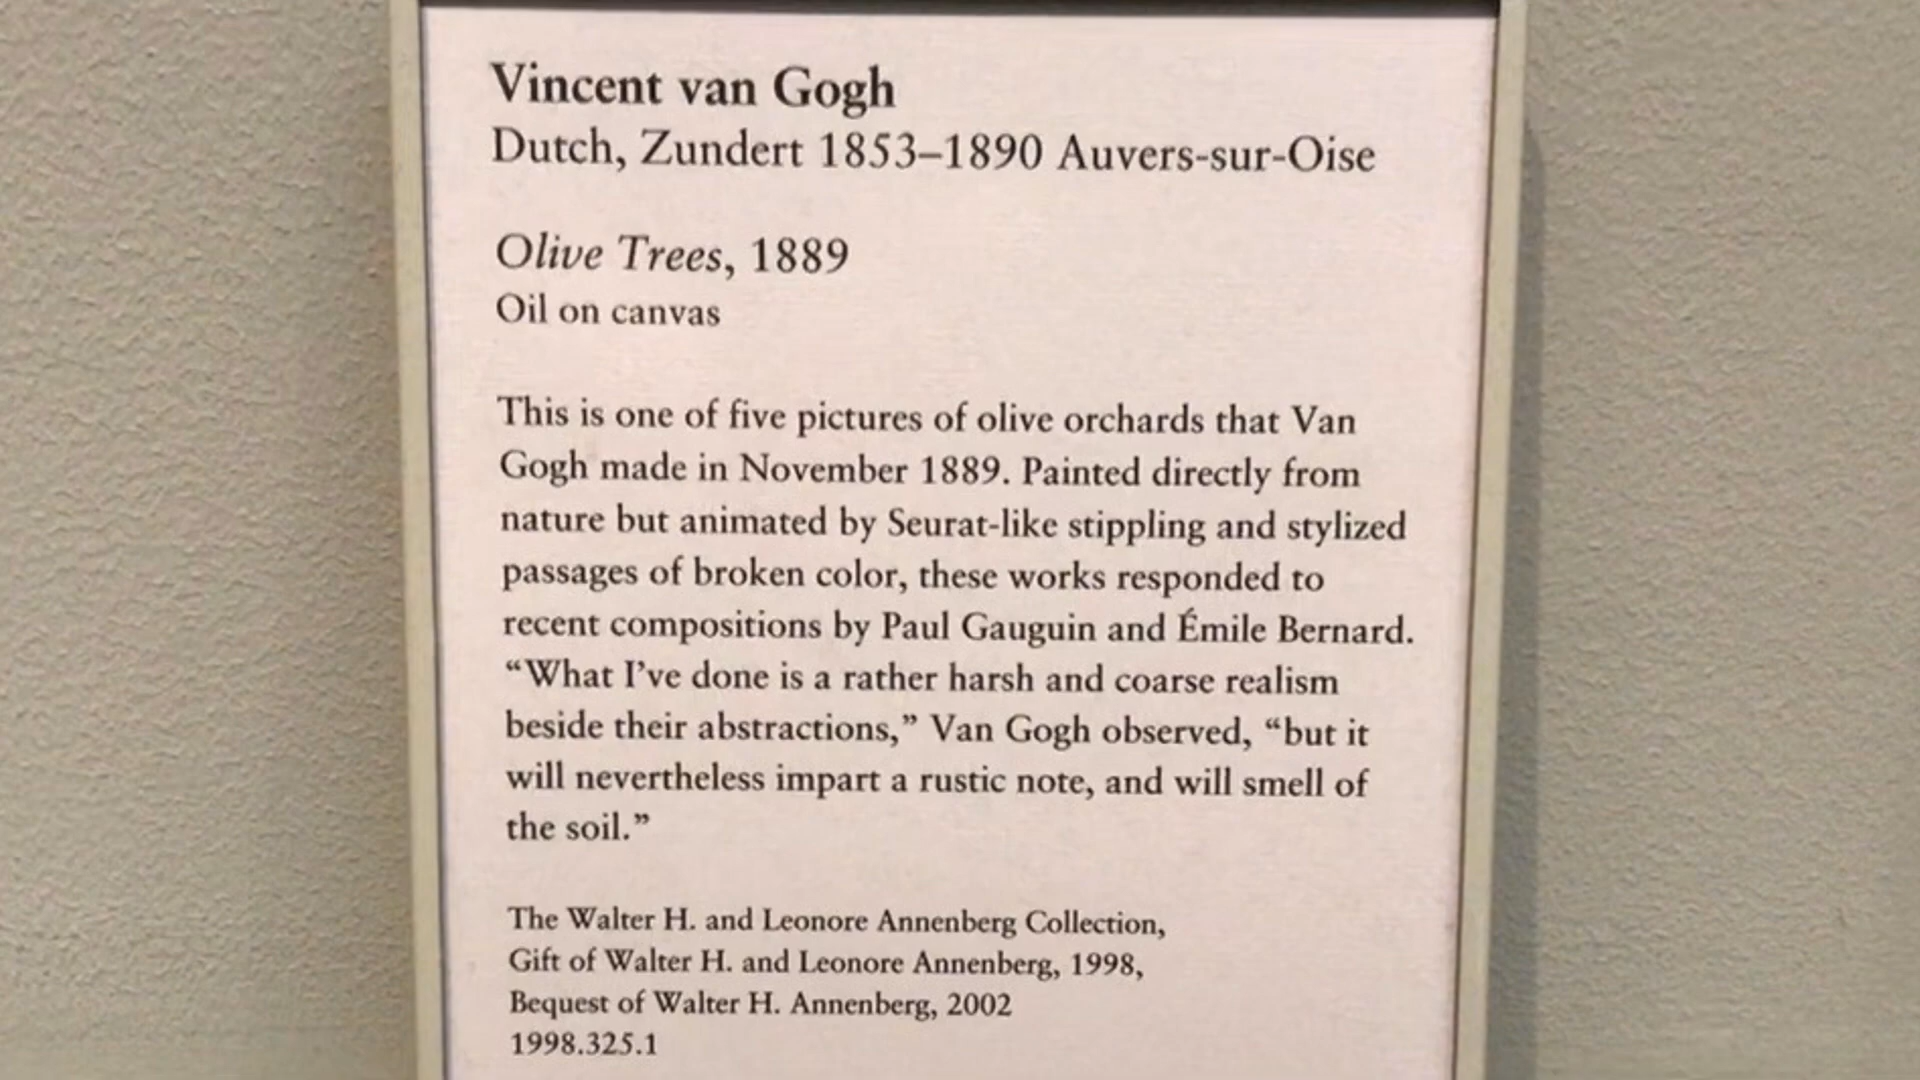 Vincent van Gogh
Dutch, Zundert 1853–1890 Auvers-sur-Oise
Olive Trees, 1889
Oil on canvas
This is one of five pictures of olive orchards that Van
Gogh made in November 1889. Painted directly from
nature but animated by Seurat-like stippling and stylized
passages of broken color, these works responded to
recent compositions by Paul Gauguin and Émile Bernard.
“What I’ve done is a rather harsh and coarse realism
beside their abstractions,” Van Gogh observed, “but it
will nevertheless impart a rustic note, and will smell of
the soil.”
The Walter H. and Leonore Annenberg Collection,
Gift of Walter H. and Leonore Annenberg, 1998,
Bequest of Walter H. Annenberg, 2002
1998.325.1